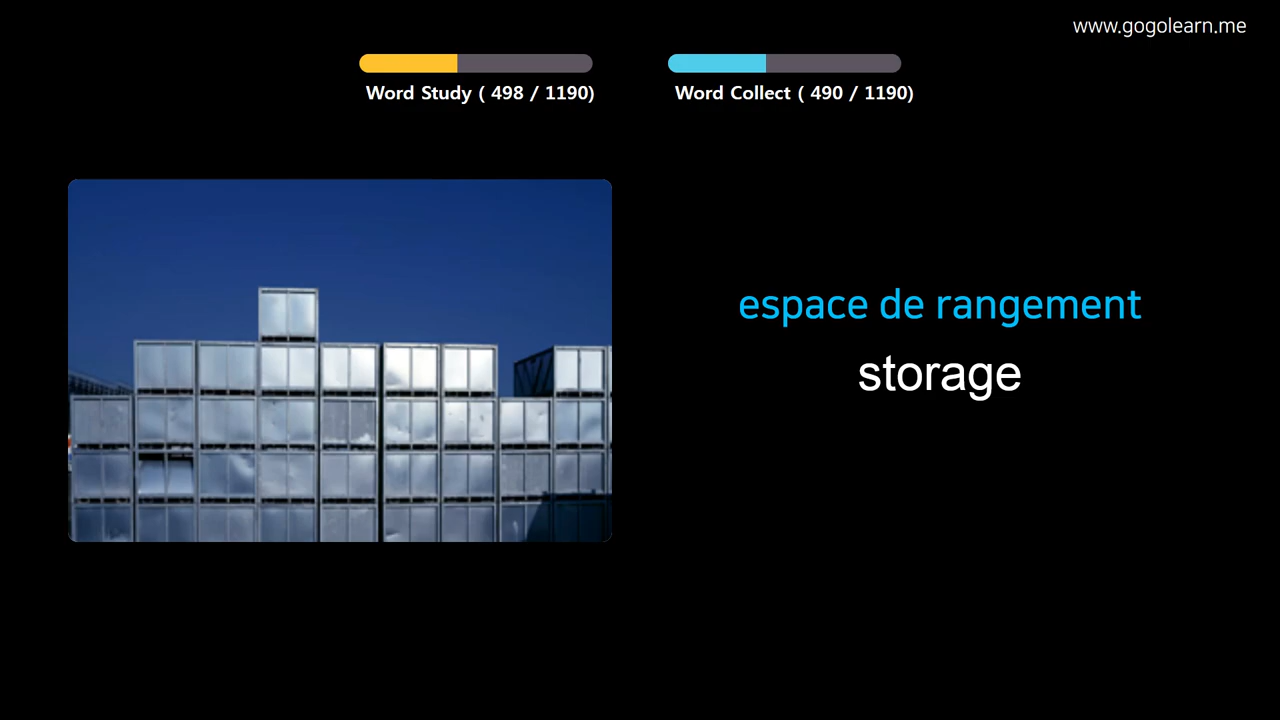 www.gogolearn.me
Word Study ( 498 / 1190)
Word Collect ( 490 / 1190)
espace de rangement
storage